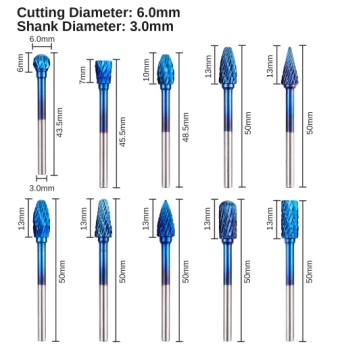 Cutting Diameter: 6.0mm
Shank Diameter: 3.0mm
6.0mm
6mm
43.5mm
3.0mm
7mm
45.5mm
10mm
48.5mm
13mm
50mm
13mm
50mm
13mm
50mm
13mm
50mm
13mm
50mm
13mm
50mm
13mm
50mm